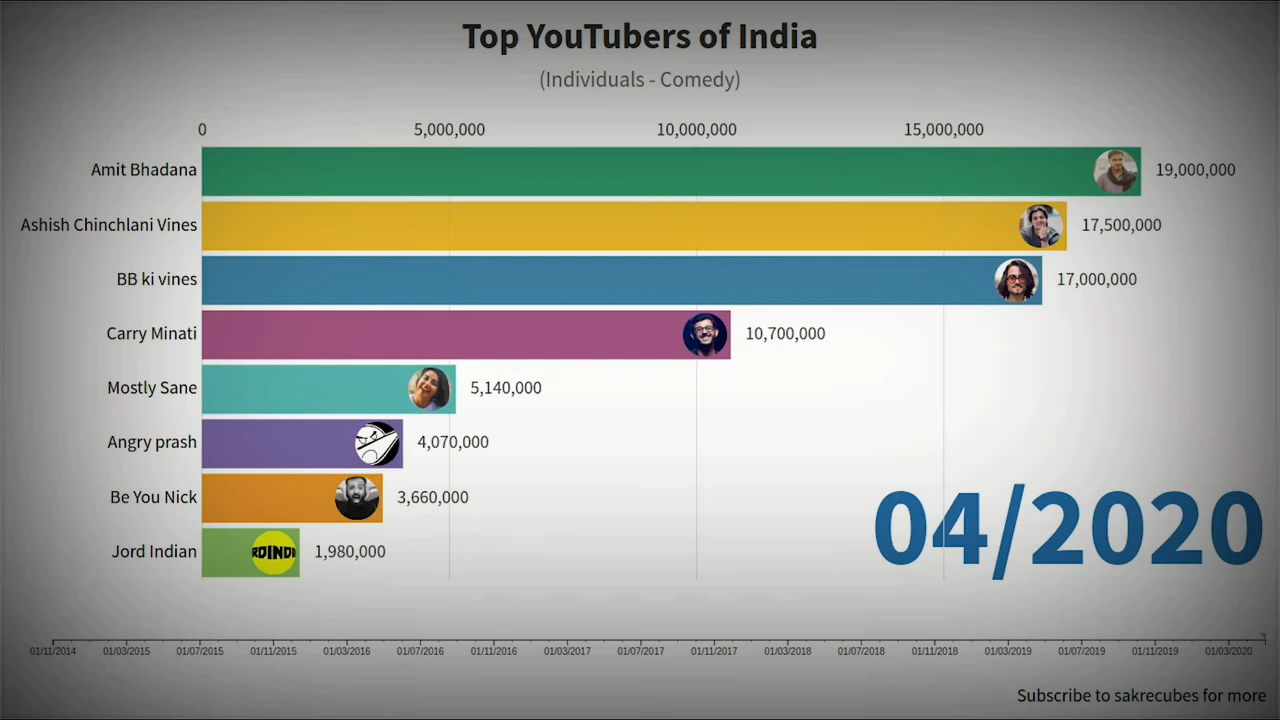 Top YouTubers of India
(Individuals - Comedy)
0 5,000,000 10,000,000 15,000,000
Amit Bhadana 19,000,000
Ashish Chinchlani Vines 17,500,000
BB ki vines 17,000,000
Carry Minati 10,700,000
Mostly Sane 5,140,000
Angry prash 4,070,000
Be You Nick 3,660,000
Jord Indian 1,980,000
04/2020
01/11/2014 01/03/2015 01/07/2015 01/11/2015 01/03/2016 01/07/2016 01/11/2016 01/03/2017 01/07/2017 01/11/2017 01/03/2018 01/07/2018 01/11/2018 01/03/2019 01/07/2019 01/11/2019 01/03/2020
Subscribe to sakrecubes for more